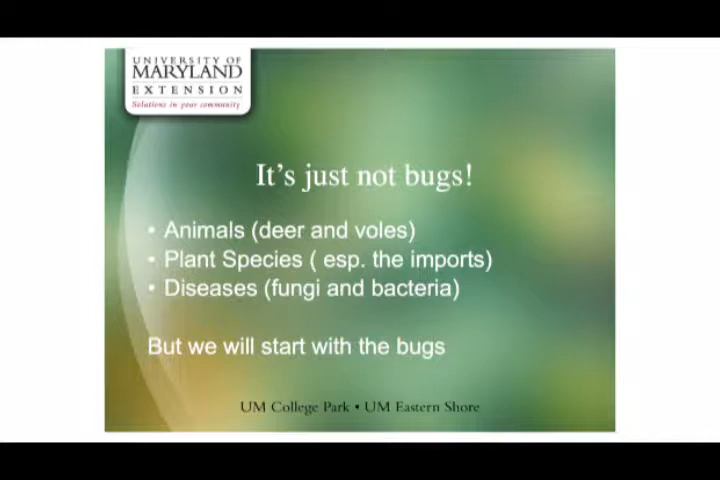 UNIVERSITY OF
MARYLAND
EXTENSION
Solutions in your community
It's just not bugs!
• Animals (deer and voles)
• Plant Species ( esp. the imports)
• Diseases (fungi and bacteria)
But we will start with the bugs
UM College Park • UM Eastern Shore